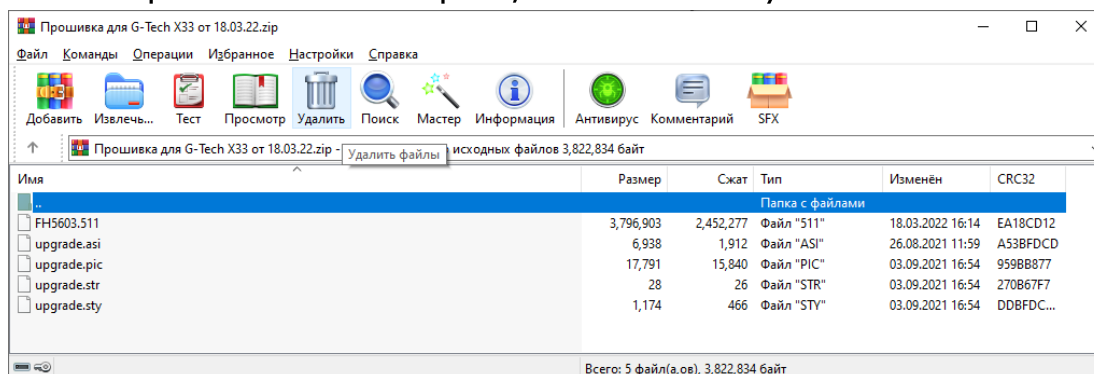 Прошивка для G-Tech X33 от 18.03.22.zip
Файл Команды Операции Избранное Настройки Справка
Добавить Извлечь... Тест Просмотр Удалить Поиск Мастер Информация Антивирус Комментарий SFX
Прошивка для G-Tech X33 от 18.03.22.zip - исходных файлов 3,822,834 байт
Удалить файлы
Имя Размер Сжат Тип Изменён CRC32
.. Папка с файлами
FH5603.511 3,796,903 2,452,277 Файл "511" 18.03.2022 16:14 EA18CD12
upgrade.asi 6,938 1,912 Файл "ASI" 26.08.2021 11:59 A53BFDCD
upgrade.pic 17,791 15,840 Файл "PIC" 03.09.2021 16:54 959BB877
upgrade.str 28 26 Файл "STR" 03.09.2021 16:54 270B67F7
upgrade.sty 1,174 466 Файл "STY" 03.09.2021 16:54 DDBFDC...
Всего: 5 файл(а,ов), 3,822,834 байт